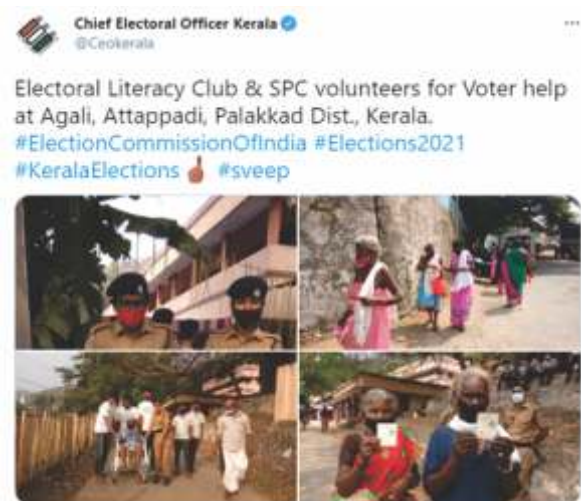 Chief Electoral Officer Kerala
@Ceokerala
Electoral Literacy Club & SPC volunteers for Voter help
at Agali, Attappadi, Palakkad Dist., Kerala.
#ElectionCommissionOfIndia #Elections2021
#KeralaElections #sveep